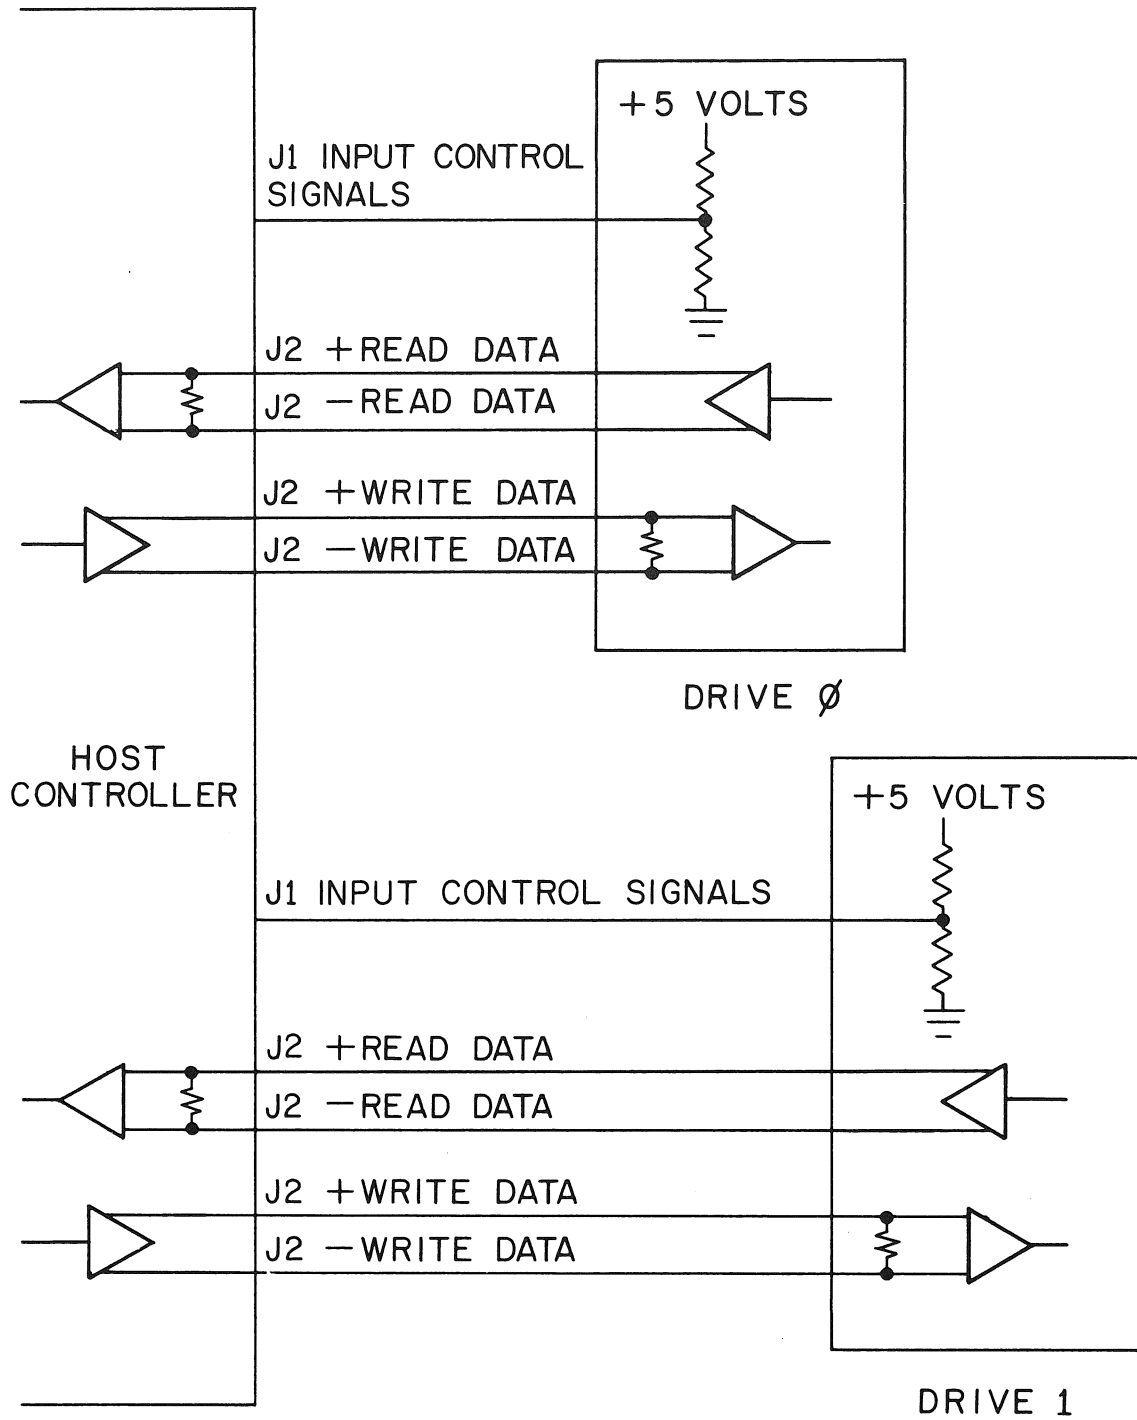 +5 VOLTS
J1 INPUT CONTROL
SIGNALS
J2 +READ DATA
J2 −READ DATA
J2 +WRITE DATA
J2 −WRITE DATA
DRIVE Ø
HOST
CONTROLLER
+5 VOLTS
J1 INPUT CONTROL SIGNALS
J2 +READ DATA
J2 −READ DATA
J2 +WRITE DATA
J2 −WRITE DATA
DRIVE 1